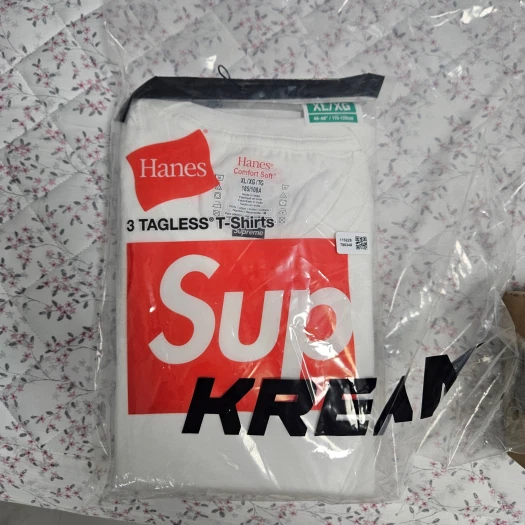 XL/XG
Hanes
Hanes
Comfort Soft®
XL/XG/TG
3 TAGLESS® T-Shirts
Supreme
Sup
KREAM